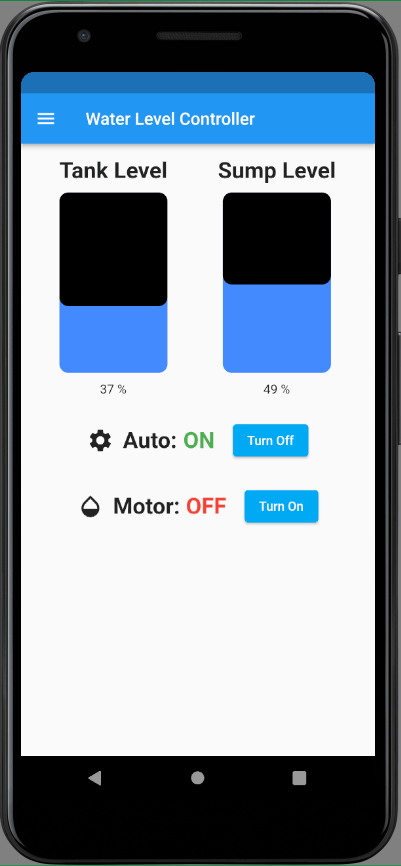 Water Level Controller
Tank Level Sump Level
37 % 49 %
Auto: ON Turn Off
Motor: OFF Turn On